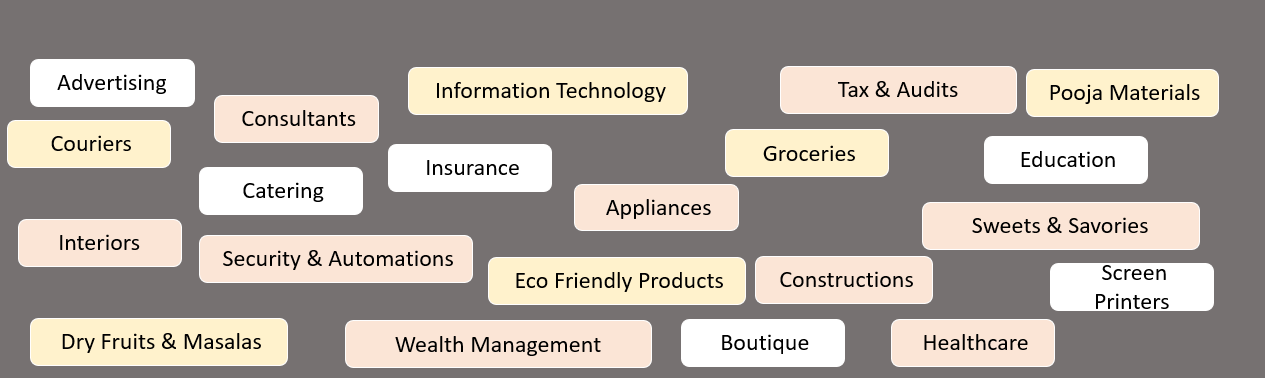 Advertising
Information Technology
Tax & Audits
Pooja Materials
Consultants
Couriers
Groceries
Education
Insurance
Catering
Appliances
Sweets & Savories
Interiors
Security & Automations
Eco Friendly Products
Constructions
Screen
Printers
Dry Fruits & Masalas
Wealth Management
Boutique
Healthcare